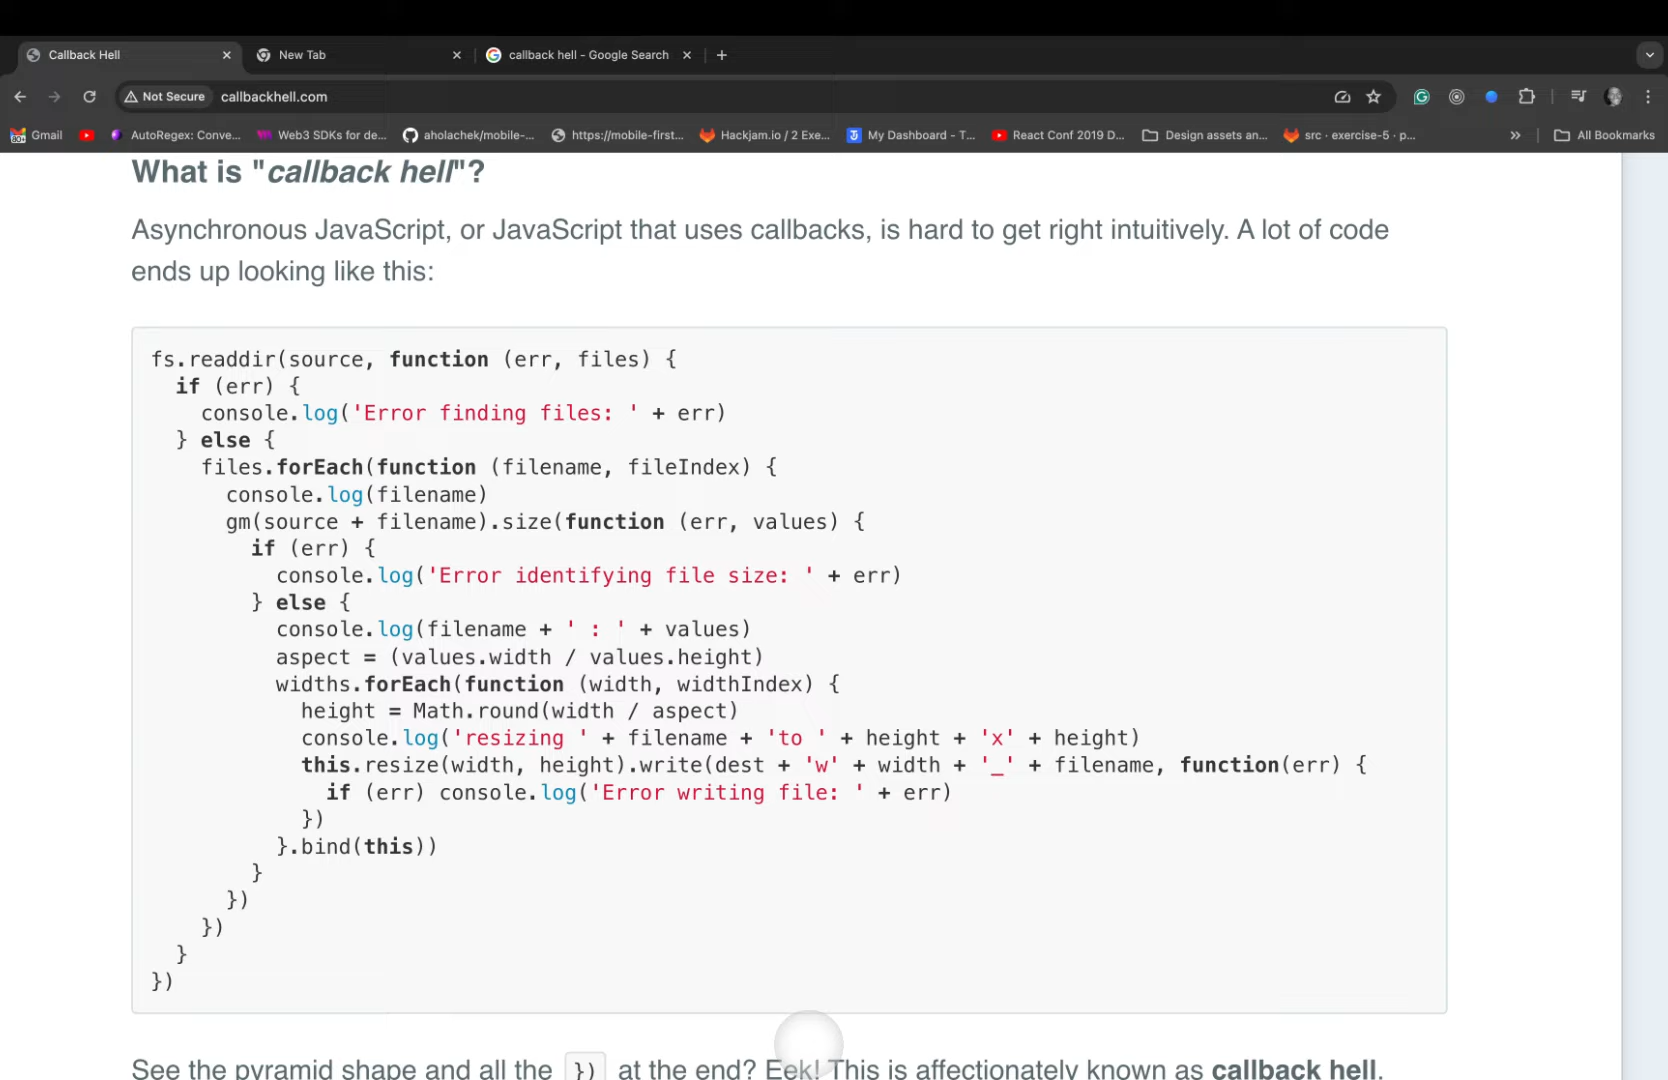 Callback Hell
New Tab
callback hell - Google Search
Not Secure
callbackhell.com
Gmail
AutoRegex: Conve...
Web3 SDKs for de...
aholachek/mobile-...
https://mobile-first...
Hackjam.io / 2 Exe...
My Dashboard - T...
React Conf 2019 D...
Design assets an...
src · exercise-5 · p...
All Bookmarks
What is "callback hell"?
Asynchronous JavaScript, or JavaScript that uses callbacks, is hard to get right intuitively. A lot of code
ends up looking like this:
fs.readdir(source, function (err, files) {
  if (err) {
    console.log('Error finding files: ' + err)
  } else {
    files.forEach(function (filename, fileIndex) {
      console.log(filename)
      gm(source + filename).size(function (err, values) {
        if (err) {
          console.log('Error identifying file size: ' + err)
        } else {
          console.log(filename + ' : ' + values)
          aspect = (values.width / values.height)
          widths.forEach(function (width, widthIndex) {
            height = Math.round(width / aspect)
            console.log('resizing ' + filename + 'to ' + height + 'x' + height)
            this.resize(width, height).write(dest + 'w' + width + '_' + filename, function(err) {
              if (err) console.log('Error writing file: ' + err)
            })
          }.bind(this))
        }
      })
    })
  }
})
See the pyramid shape and all the }) at the end? Eek! This is affectionately known as callback hell.